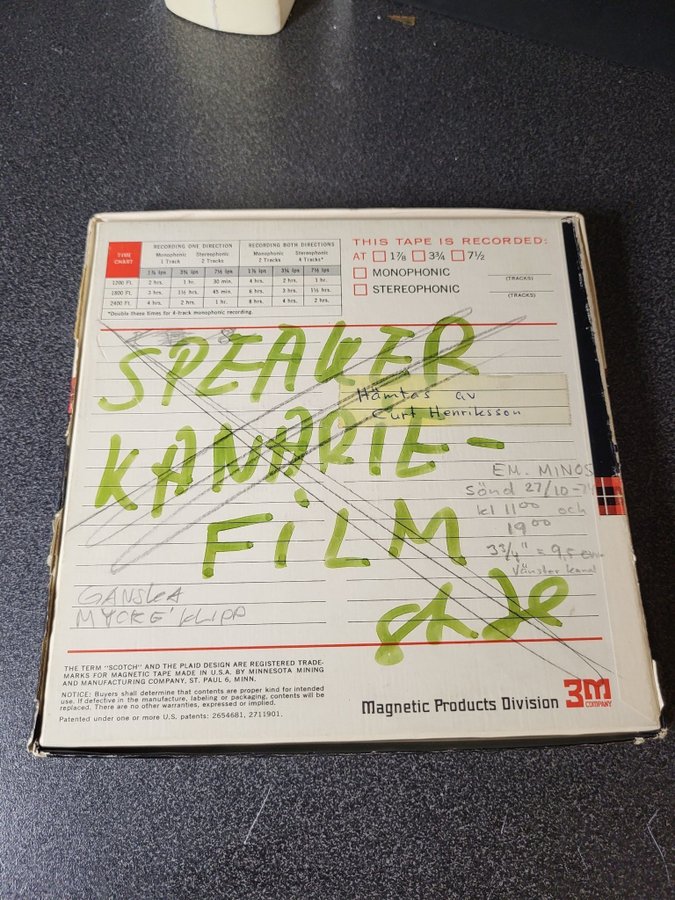 TIME CHART
RECORDING ONE DIRECTION RECORDING BOTH DIRECTIONS
Monophonic 1 Track Stereophonic 2 Tracks Monophonic 2 Tracks Stereophonic 4 Tracks*
1⅞ ips 3¾ ips 7½ ips 1⅞ ips 3¾ ips 7½ ips
1200 Ft. 2 hrs. 1 hr. 30 min. 4 hrs. 2 hrs. 1 hr.
1800 Ft. 3 hrs. 1½ hrs. 45 min. 6 hrs. 3 hrs. 1½ hrs.
2400 Ft. 4 hrs. 2 hrs. 1 hr. 8 hrs. 4 hrs. 2 hrs.
*Double these times for 4-track monophonic recording.
THIS TAPE IS RECORDED:
AT 1⅞ 3¾ 7½
MONOPHONIC (TRACKS)
STEREOPHONIC (TRACKS)
SPEAKER
Hämtas av
Curt Henriksson
KANARIE-
FiLM
EM. MINOS
Sönd 27/10-
kl 11⁰⁰ och
19⁰⁰
3¾" = 9,5 cm
Vänster kanal
GANSKA
MYCKE' KLIPP
THE TERM "SCOTCH" AND THE PLAID DESIGN ARE REGISTERED TRADE-
MARKS FOR MAGNETIC TAPE MADE IN U.S.A. BY MINNESOTA MINING
AND MANUFACTURING COMPANY, ST. PAUL 6, MINN.
NOTICE: Buyers shall determine that contents are proper kind for intended
use. If defective in the manufacture, labeling or packaging, contents will be
replaced. There are no other warranties, expressed or implied.
Patented under one or more U.S. patents: 2654681, 2711901.
Magnetic Products Division 3M COMPANY